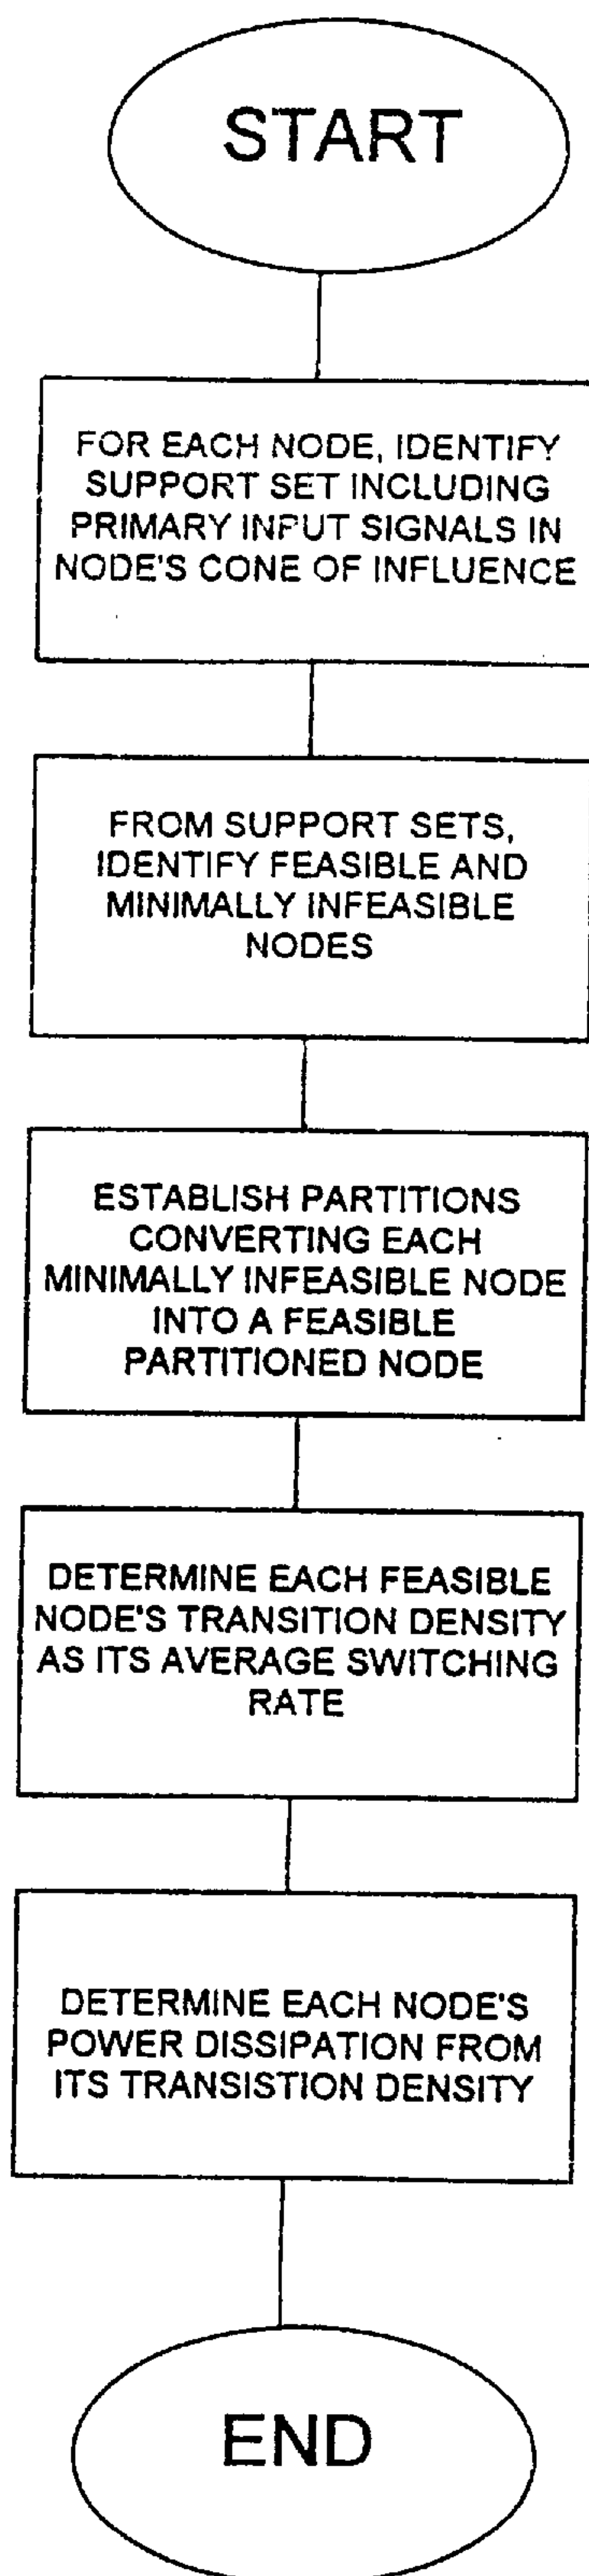 START
FOR EACH NODE, IDENTIFY
SUPPORT SET INCLUDING
PRIMARY INPUT SIGNALS IN
NODE'S CONE OF INFLUENCE
FROM SUPPORT SETS,
IDENTIFY FEASIBLE AND
MINIMALLY INFEASIBLE
NODES
ESTABLISH PARTITIONS
CONVERTING EACH
MINIMALLY INFEASIBLE NODE
INTO A FEASIBLE
PARTITIONED NODE
DETERMINE EACH FEASIBLE
NODE'S TRANSITION DENSITY
AS ITS AVERAGE SWITCHING
RATE
DETERMINE EACH NODE'S
POWER DISSIPATION FROM
ITS TRANSISTION DENSITY
END